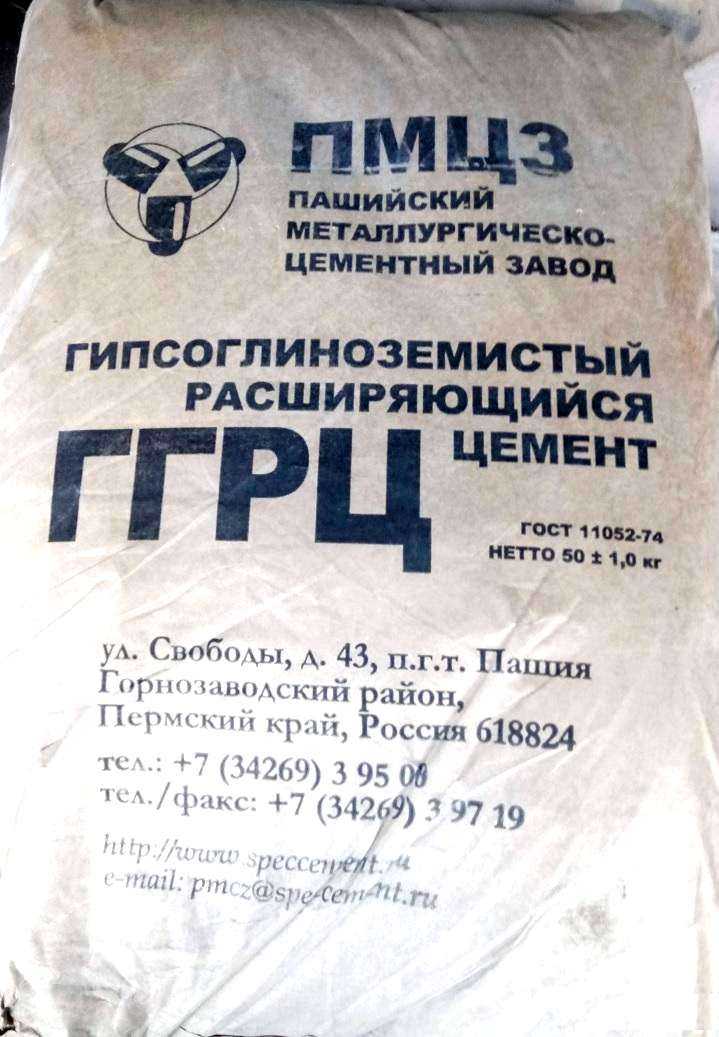 ПМЦЗ
ПАШИЙСКИЙ
МЕТАЛЛУРГИЧЕСКО-
ЦЕМЕНТНЫЙ ЗАВОД
ГИПСОГЛИНОЗЕМИСТЫЙ
РАСШИРЯЮЩИЙСЯ
ГГРЦ ЦЕМЕНТ
ГОСТ 11052-74
НЕТТО 50 ± 1,0 кг
ул. Свободы, д. 43, п.г.т. Пашия
Горнозаводский район,
Пермский край, Россия 618824
тел.: +7 (34269) 3 95
тел./факс: +7 (34269) 3 97 19
http://www.speccement.ru
e-mail: